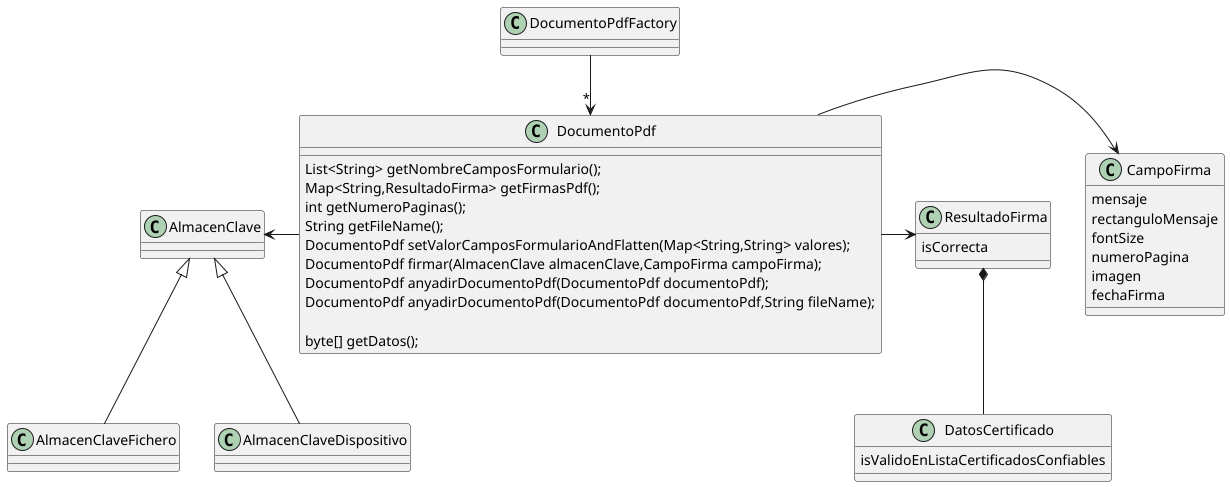 C DocumentoPdfFactory
*
C DocumentoPdf
List<String> getNombreCamposFormulario();
Map<String,ResultadoFirma> getFirmasPdf();
int getNumeroPaginas();
String getFileName();
DocumentoPdf setValorCamposFormularioAndFlatten(Map<String,String> valores);
DocumentoPdf firmar(AlmacenClave almacenClave,CampoFirma campoFirma);
DocumentoPdf anyadirDocumentoPdf(DocumentoPdf documentoPdf);
DocumentoPdf anyadirDocumentoPdf(DocumentoPdf documentoPdf,String fileName);
byte[] getDatos();
C AlmacenClave
C ResultadoFirma
isCorrecta
C CampoFirma
mensaje
rectanguloMensaje
fontSize
numeroPagina
imagen
fechaFirma
C AlmacenClaveFichero
C AlmacenClaveDispositivo
C DatosCertificado
isValidoEnListaCertificadosConfiables